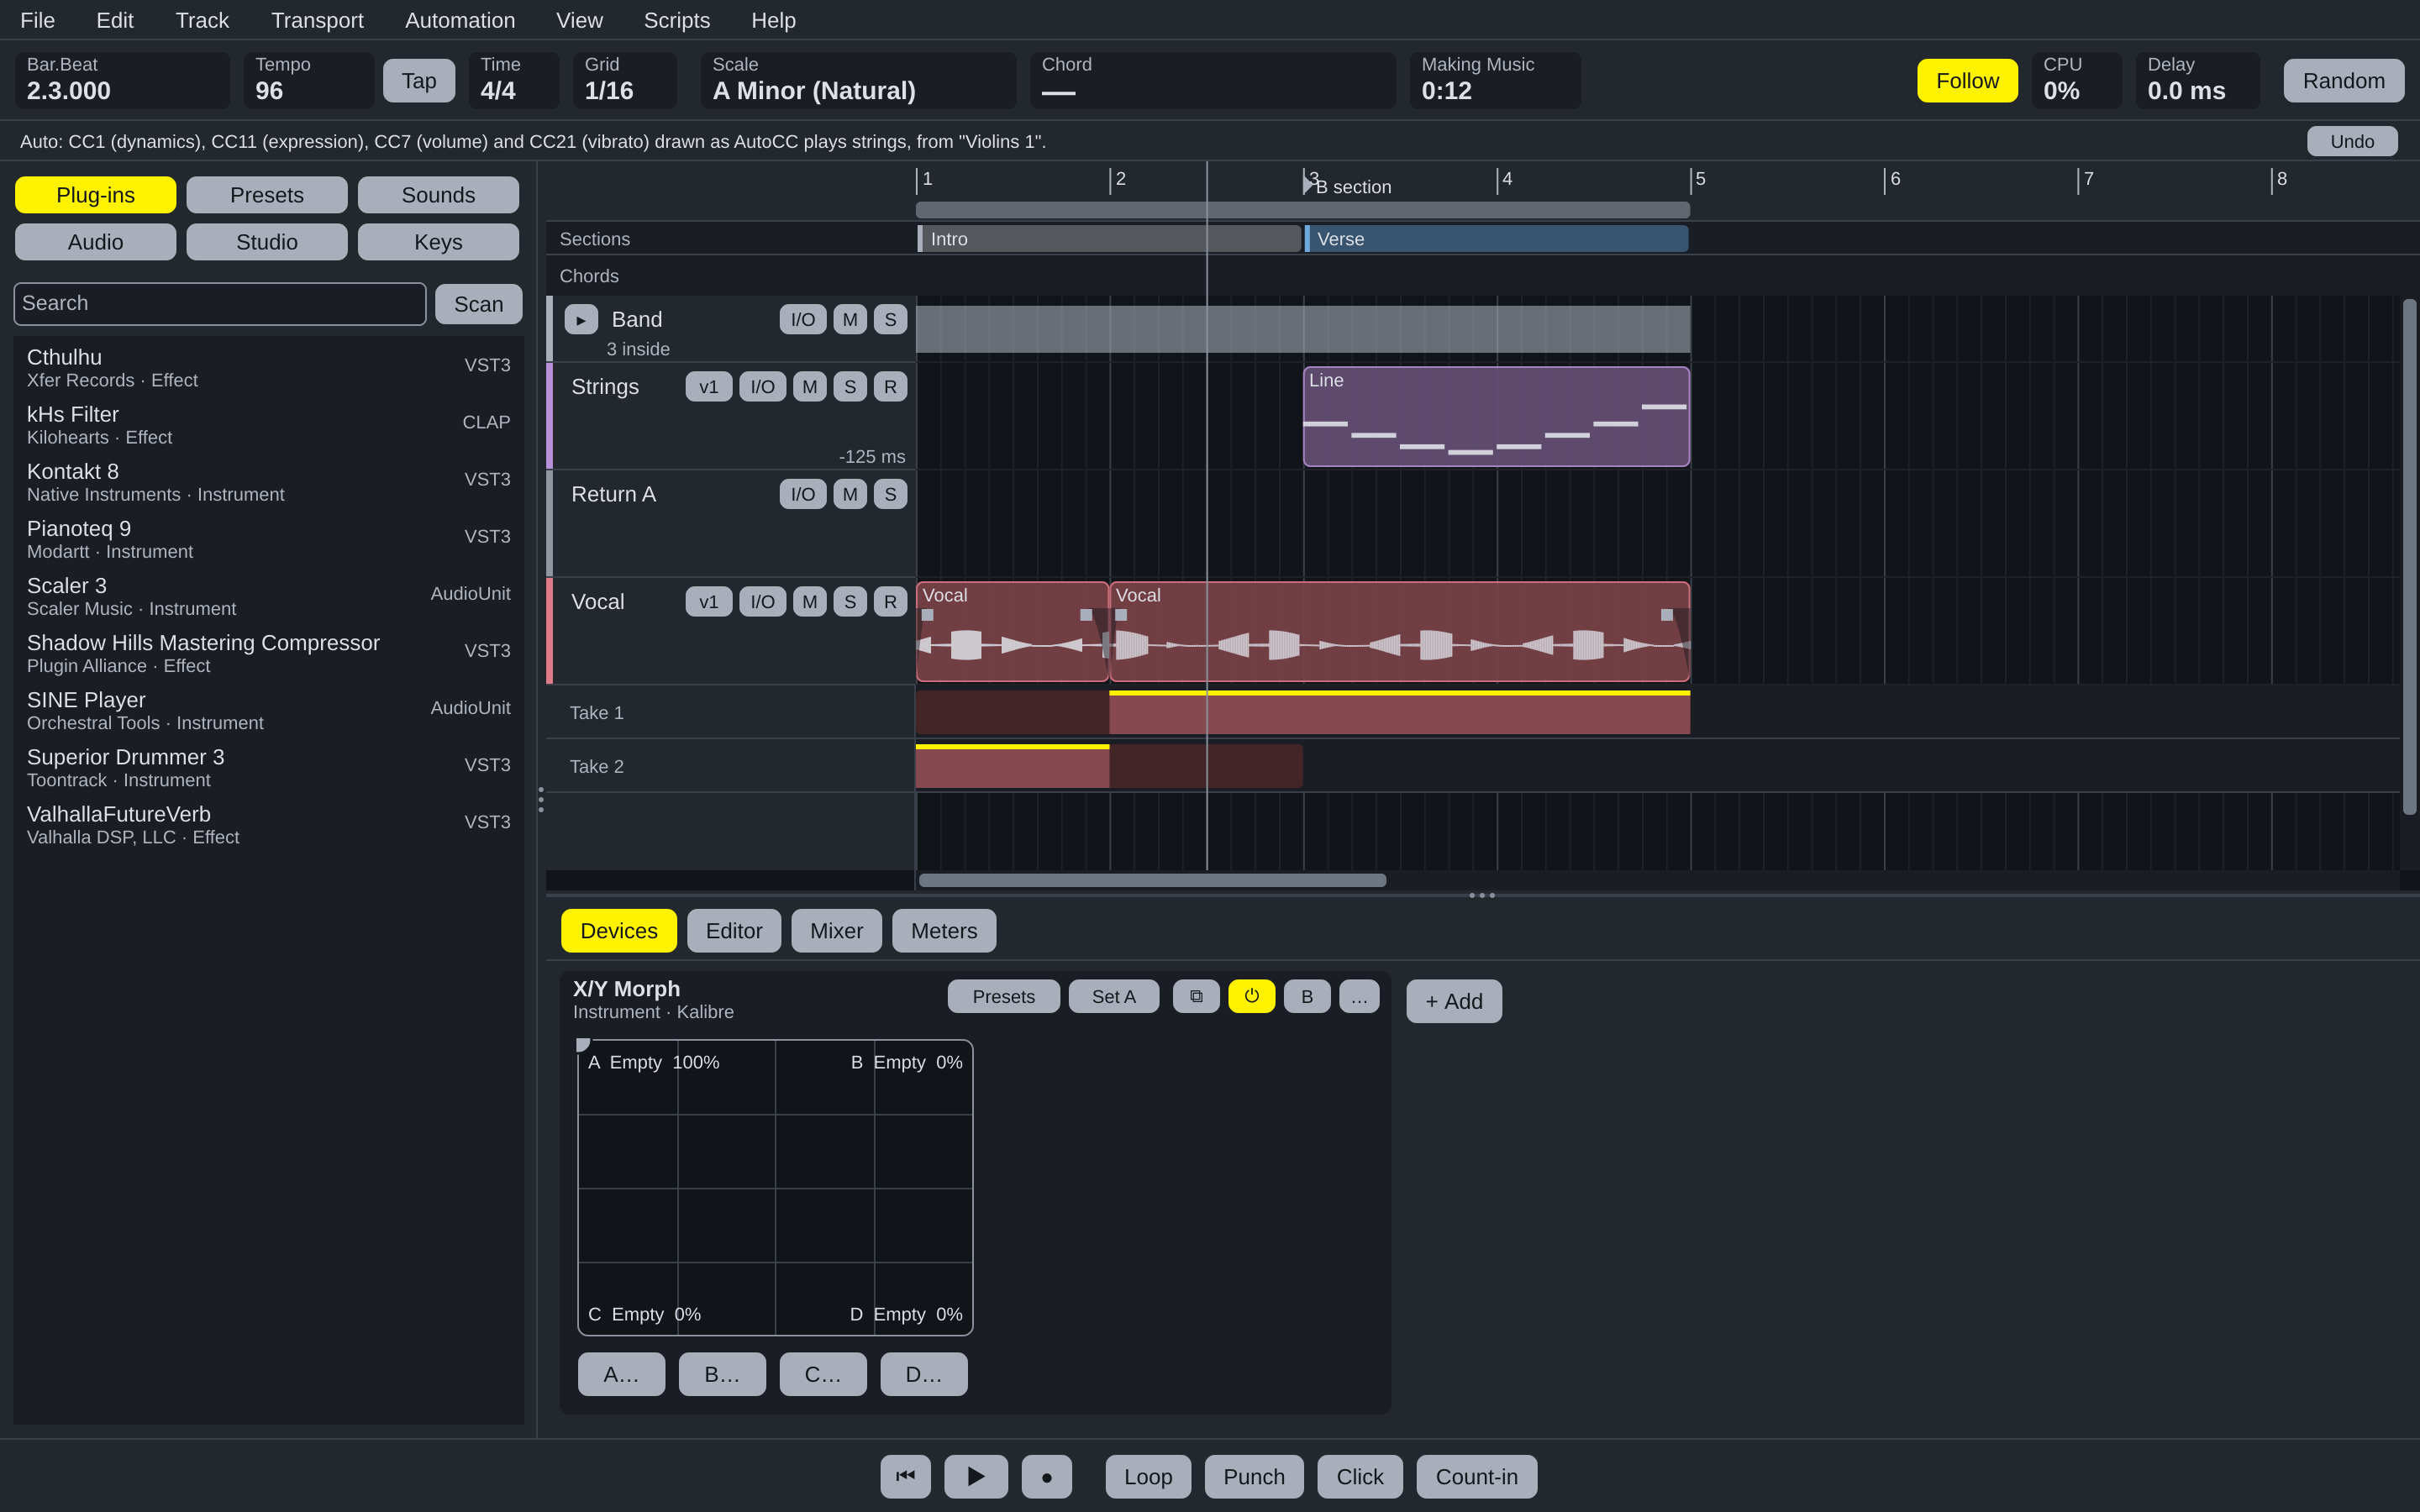 File Edit Track Transport Automation View Scripts Help
Bar.Beat Tempo Time Grid Scale Chord Making Music CPU Delay
2.3.000 96 Tap 4/4 1/16 A Minor (Natural) — 0:12 Follow 0% 0.0 ms Random
Auto: CC1 (dynamics), CC11 (expression), CC7 (volume) and CC21 (vibrato) drawn as AutoCC plays strings, from "Violins 1". Undo
Plug-ins Presets Sounds
Audio Studio Keys
Search Scan
Cthulhu
Xfer Records · Effect
VST3
kHs Filter
Kilohearts · Effect
CLAP
Kontakt 8
Native Instruments · Instrument
VST3
Pianoteq 9
Modartt · Instrument
VST3
Scaler 3
Scaler Music · Instrument
AudioUnit
Shadow Hills Mastering Compressor
Plugin Alliance · Effect
VST3
SINE Player
Orchestral Tools · Instrument
AudioUnit
Superior Drummer 3
Toontrack · Instrument
VST3
ValhallaFutureVerb
Valhalla DSP, LLC · Effect
VST3
1 2 3 4 5 6 7 8
B section
Sections Intro Verse
Chords
Band I/O M S
3 inside
Strings v1 I/O M S R
-125 ms
Line
Return A I/O M S
Vocal v1 I/O M S R
Vocal Vocal
Take 1
Take 2
Devices Editor Mixer Meters
X/Y Morph
Instrument · Kalibre
Presets Set A B …
+ Add
A Empty 100% B Empty 0%
C Empty 0% D Empty 0%
A… B… C… D…
Loop Punch Click Count-in